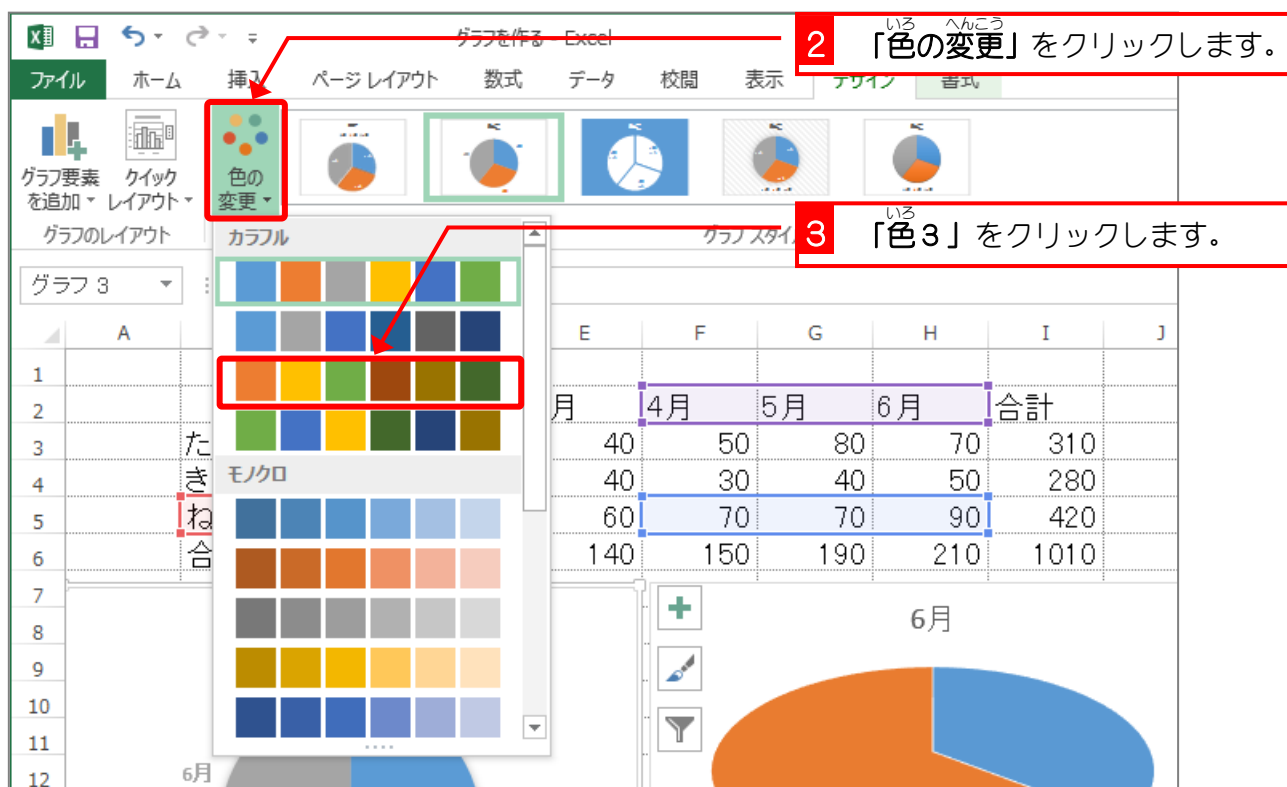 グラフを作る - Excel
2 「色の変更」をクリックします。
いろ へんこう
ファイル ホーム 挿入 ページ レイアウト 数式 データ 校閲 表示 デザイン 書式
グラフ要素
を追加
クイック
レイアウト
色の
変更
グラフのレイアウト
カラフル
3 「色3」をクリックします。
いろ
グラフ 3
A E F G H I J
1
2 月 4月 5月 6月 合計
3 た 40 50 80 70 310
4 き 40 30 40 50 280
5 ね 60 70 70 90 420
6 合 140 150 190 210 1010
モノクロ
7
8 6月
9
10
11
12 6月